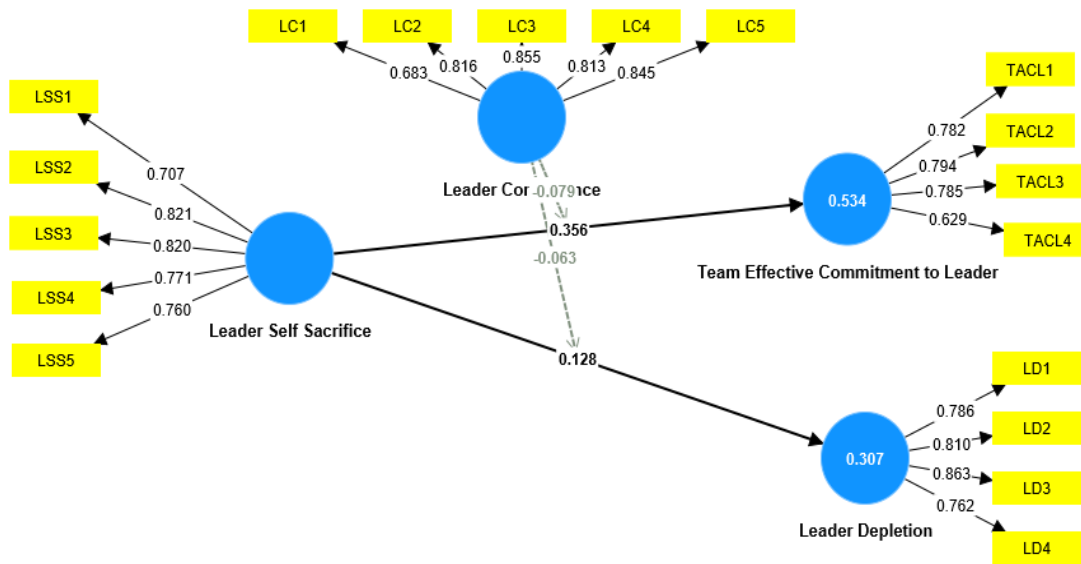 LC1
LC2
LC3
LC4
LC5
0.683
0.816
0.855
0.813
0.845
LSS1
LSS2
LSS3
LSS4
LSS5
0.707
0.821
0.820
0.771
0.760
Leader Self Sacrifice
Leader
-0.079
0.356
-0.063
0.128
TACL1
TACL2
TACL3
TACL4
0.782
0.794
0.785
0.629
0.534
Team Effective Commitment to Leader
LD1
LD2
LD3
LD4
0.786
0.810
0.863
0.762
0.307
Leader Depletion